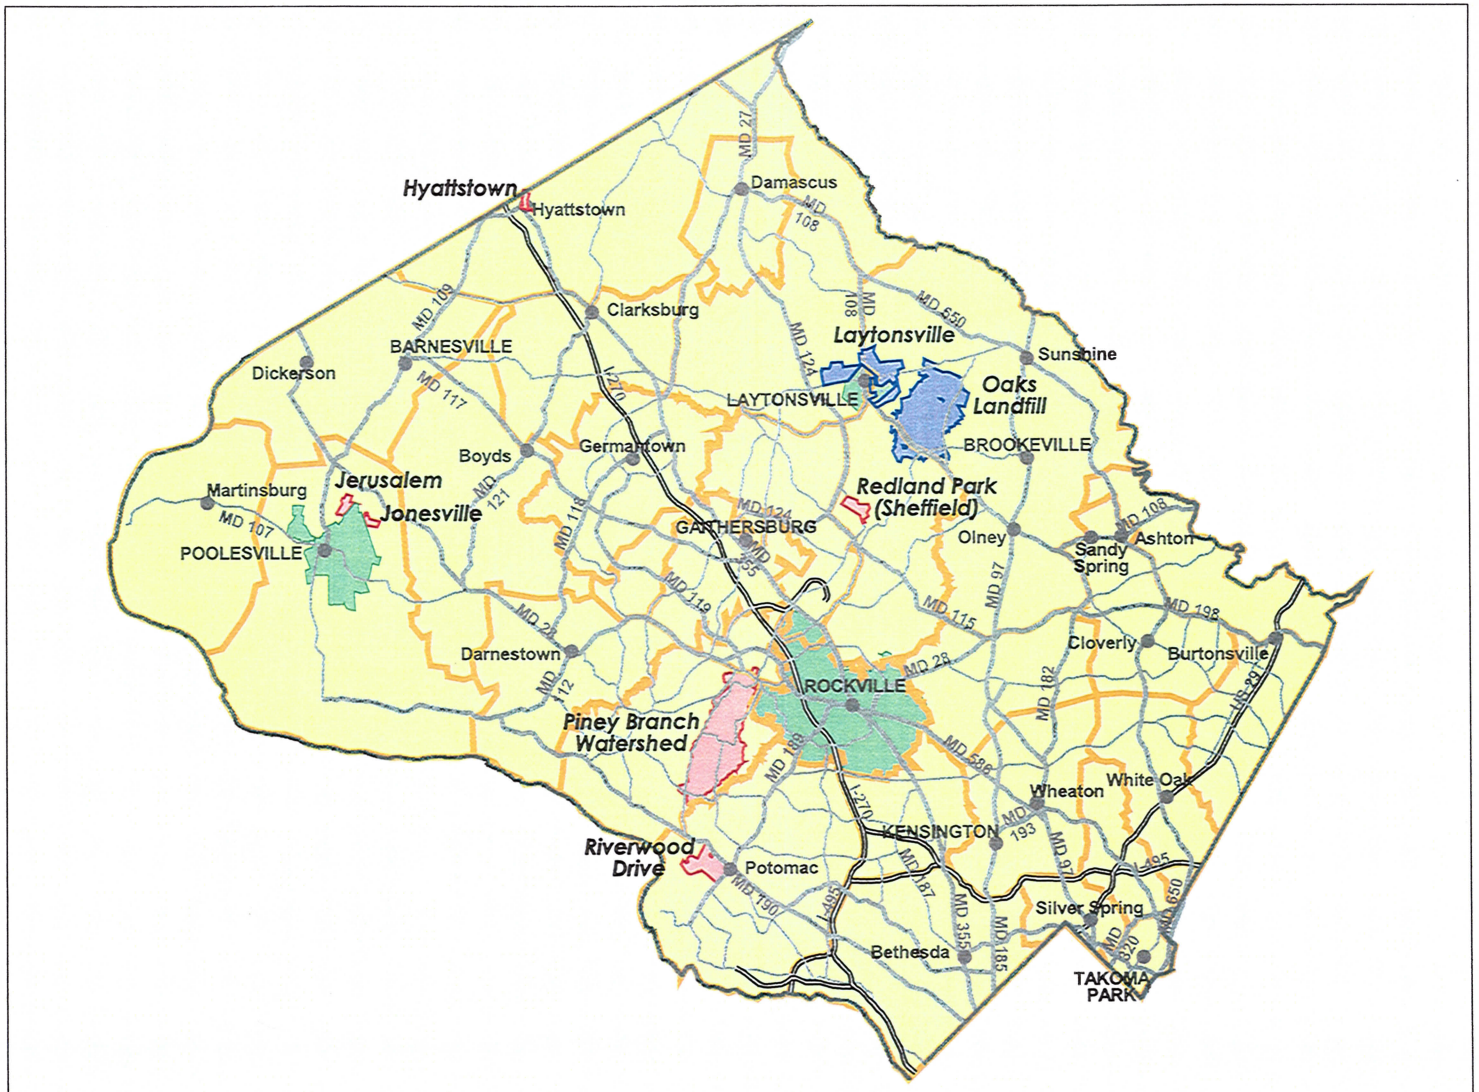 MD 27
Damascus
MD
108
Hyattstown
Hyattstown
MD 109
Clarksburg
MD
108
MD 650
MD 124
Laytonsville
Sunshine
BARNESVILLE
Dickerson
I-270
MD 117
LAYTONSVILLE
Oaks
Landfill
BROOKEVILLE
Boyds
Germantown
Jerusalem
MD
121
Martinsburg
Jonesville
MD 107
POOLESVILLE
MD 118
Redland Park
(Sheffield)
MD 124
GAITHERSBURG
MD
355
Olney
MD 108
Sandy
Spring
Ashton
MD 97
MD 119
MD 115
MD 198
MD 28
Darnestown
MD
112
Cloverly
Burtonsville
MD 28
ROCKVILLE
MD 182
US 29
Piney Branch
Watershed
MD 189
MD 586
Wheaton
White Oak
I-270
KENSINGTON
MD
193
MD 97
Riverwood
Drive
Potomac
MD 190
MD 187
I-495
I-495
MD 650
MD 355
MD 185
Silver Spring
Bethesda
MD
320
TAKOMA
PARK